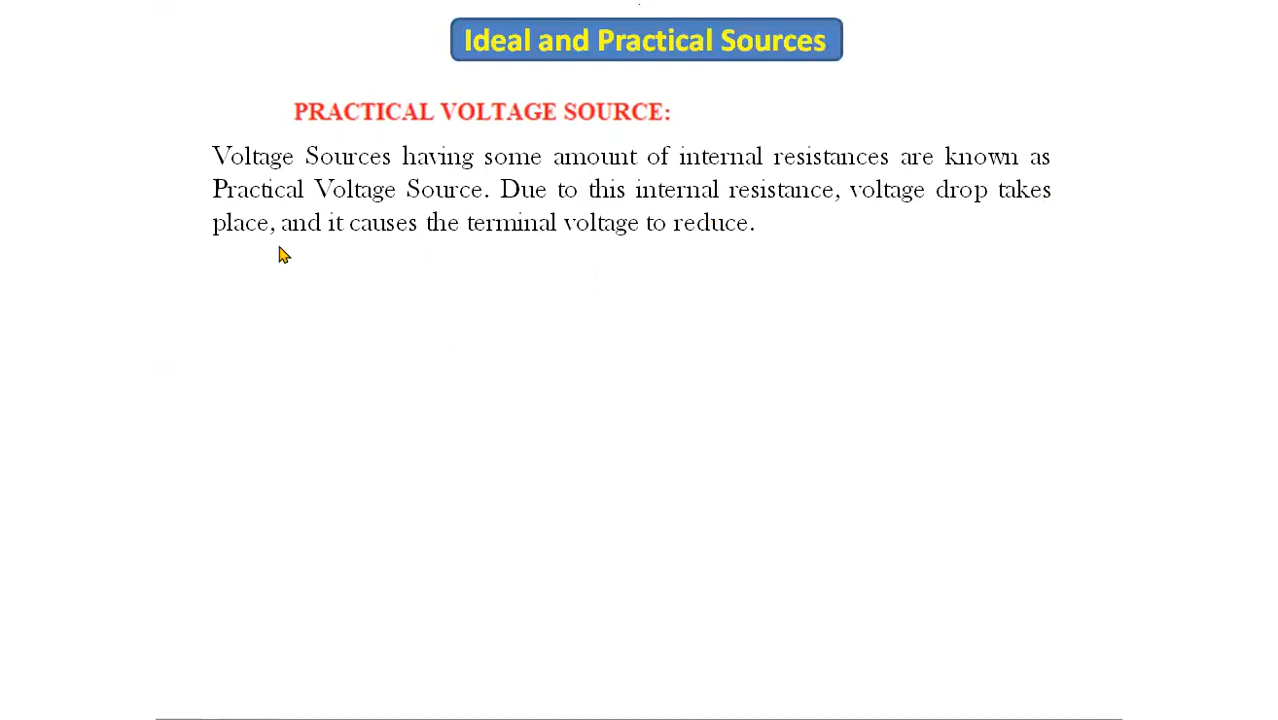 Ideal and Practical Sources
PRACTICAL VOLTAGE SOURCE:
Voltage Sources having some amount of internal resistances are known as
Practical Voltage Source. Due to this internal resistance, voltage drop takes
place, and it causes the terminal voltage to reduce.